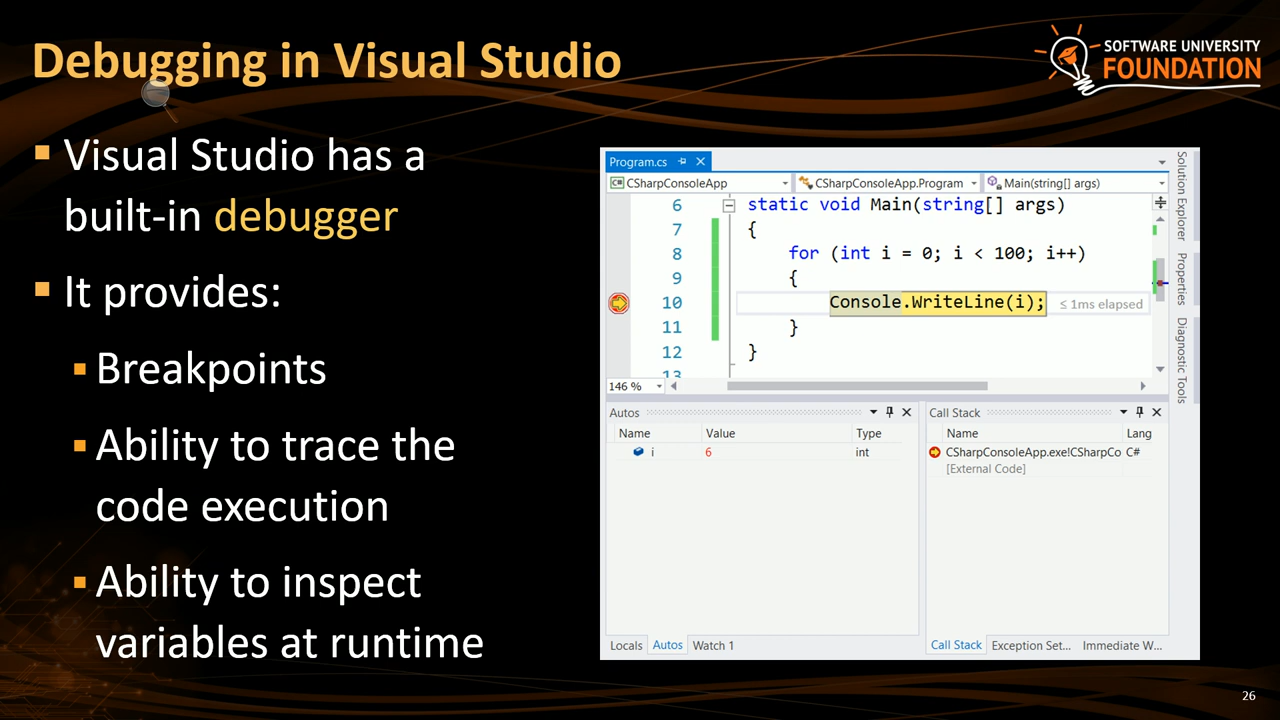 Debugging in Visual Studio
SOFTWARE UNIVERSITY
FOUNDATION
Visual Studio has a
built-in debugger
It provides:
Breakpoints
Ability to trace the
code execution
Ability to inspect
variables at runtime
Program.cs
CSharpConsoleApp
CSharpConsoleApp.Program
Main(string[] args)
6 static void Main(string[] args)
7 {
8 for (int i = 0; i < 100; i++)
9 {
10 Console.WriteLine(i); ≤ 1ms elapsed
11 }
12 }
13
146 %
Solution Explorer
Properties
Diagnostic Tools
Autos
Name Value Type
i 6 int
Locals Autos Watch 1
Call Stack
Name Lang
CSharpConsoleApp.exe!CSharpCo C#
[External Code]
Call Stack Exception Set... Immediate W...
26